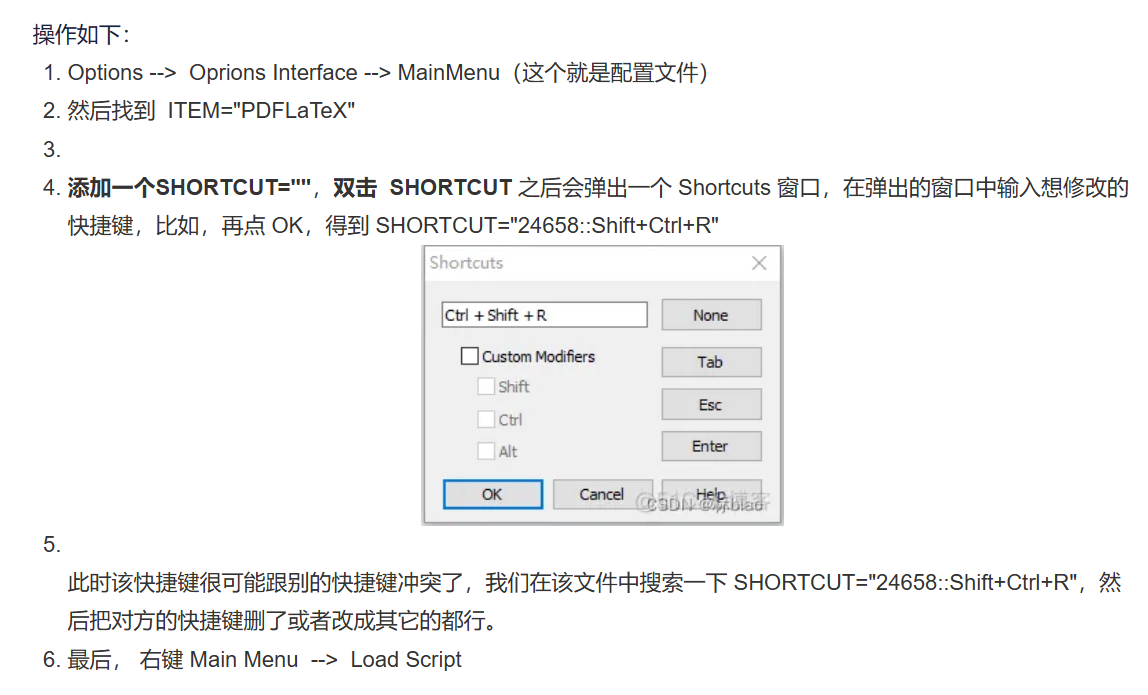 操作如下：
1. Options --> Oprions Interface --> MainMenu（这个就是配置文件）
2. 然后找到 ITEM="PDFLaTeX"
3.
4. 添加一个SHORTCUT=""，双击 SHORTCUT 之后会弹出一个 Shortcuts 窗口，在弹出的窗口中输入想修改的
快捷键，比如，再点 OK，得到 SHORTCUT="24658::Shift+Ctrl+R"
Shortcuts
Ctrl + Shift + R
None
Custom Modifiers
Tab
Shift
Esc
Ctrl
Enter
Alt
OK
Cancel
Help
CSDN
5.
此时该快捷键很可能跟别的快捷键冲突了，我们在该文件中搜索一下 SHORTCUT="24658::Shift+Ctrl+R"，然
后把对方的快捷键删了或者改成其它的都行。
6. 最后， 右键 Main Menu --> Load Script